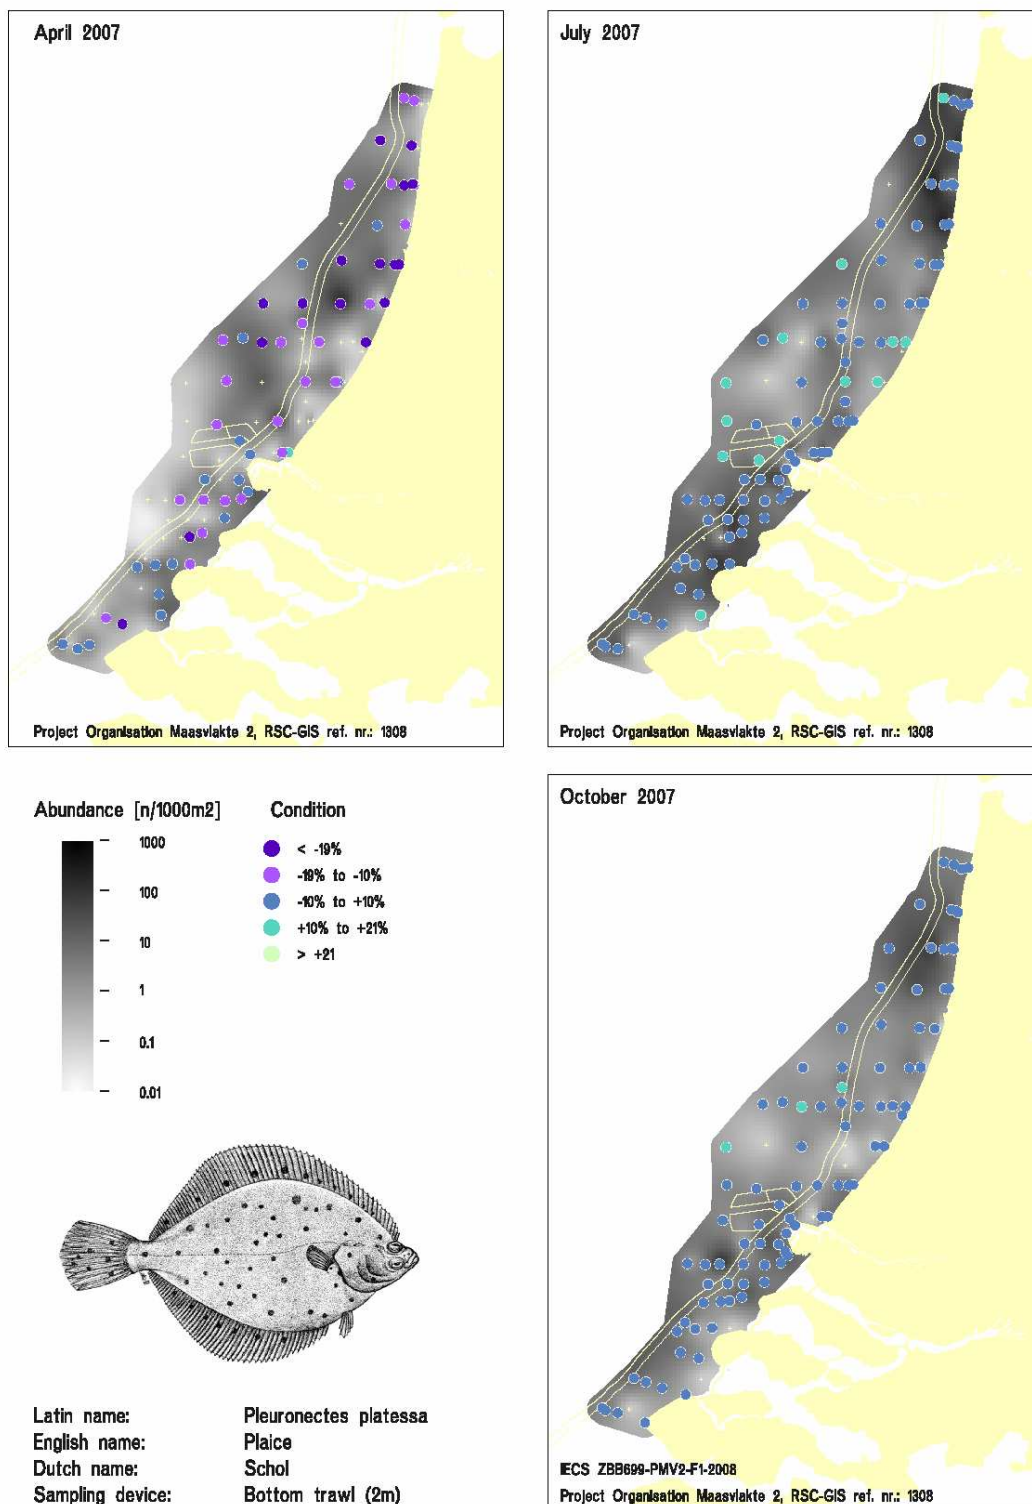 April 2007
Project Organisation Maasvlakte 2, RSC-GIS ref. nr.: 1308
July 2007
Project Organisation Maasvlakte 2, RSC-GIS ref. nr.: 1308
Abundance [n/1000m2]
1000
100
10
1
0.1
0.01
Condition
< -19%
-19% to -10%
-10% to +10%
+10% to +21%
> +21
Latin name: Pleuronectes platessa
English name: Plaice
Dutch name: Schol
Sampling device: Bottom trawl (2m)
October 2007
IECS ZBB699-PMV2-F1-2008
Project Organisation Maasvlakte 2, RSC-GIS ref. nr.: 1308